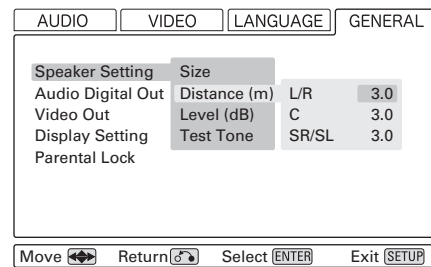 AUDIO VIDEO LANGUAGE GENERAL
Speaker Setting Size
Audio Digital Out Distance (m) L/R 3.0
Video Out Level (dB) C 3.0
Display Setting Test Tone SR/SL 3.0
Parental Lock
Move Return Select ENTER Exit SETUP